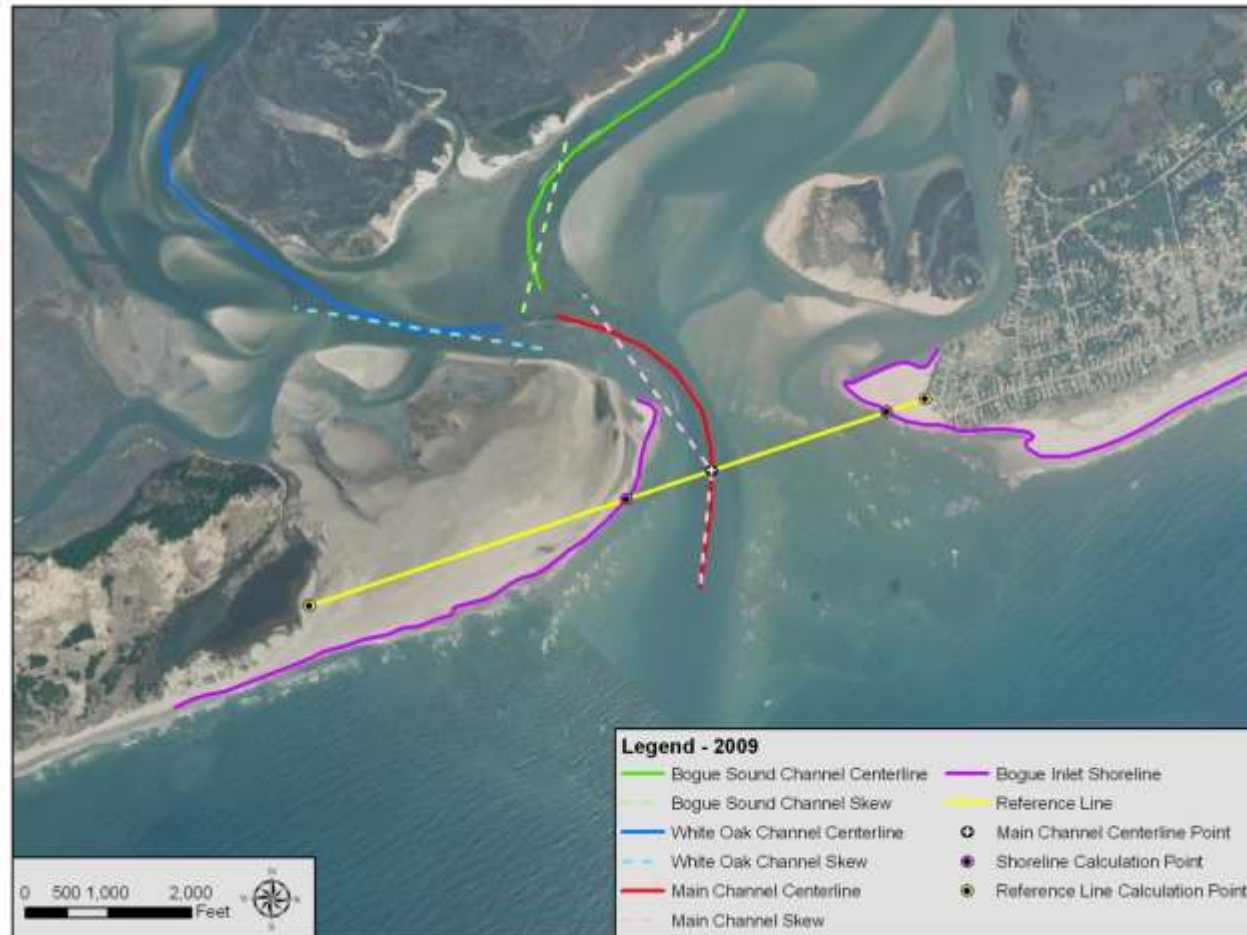 Legend - 2009
Bogue Sound Channel Centerline
Bogue Sound Channel Skew
White Oak Channel Centerline
White Oak Channel Skew
Main Channel Centerline
Main Channel Skew
Bogue Inlet Shoreline
Reference Line
Main Channel Centerline Point
Shoreline Calculation Point
Reference Line Calculation Point
0 500 1,000 2,000
Feet
N